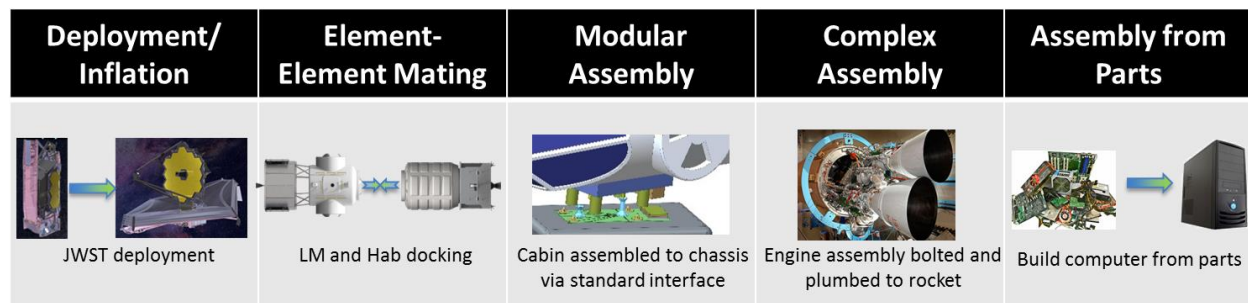 Deployment/
Inflation
Element-
Element Mating
Modular
Assembly
Complex
Assembly
Assembly from
Parts
JWST deployment
LM and Hab docking
Cabin assembled to chassis
via standard interface
Engine assembly bolted and
plumbed to rocket
Build computer from parts